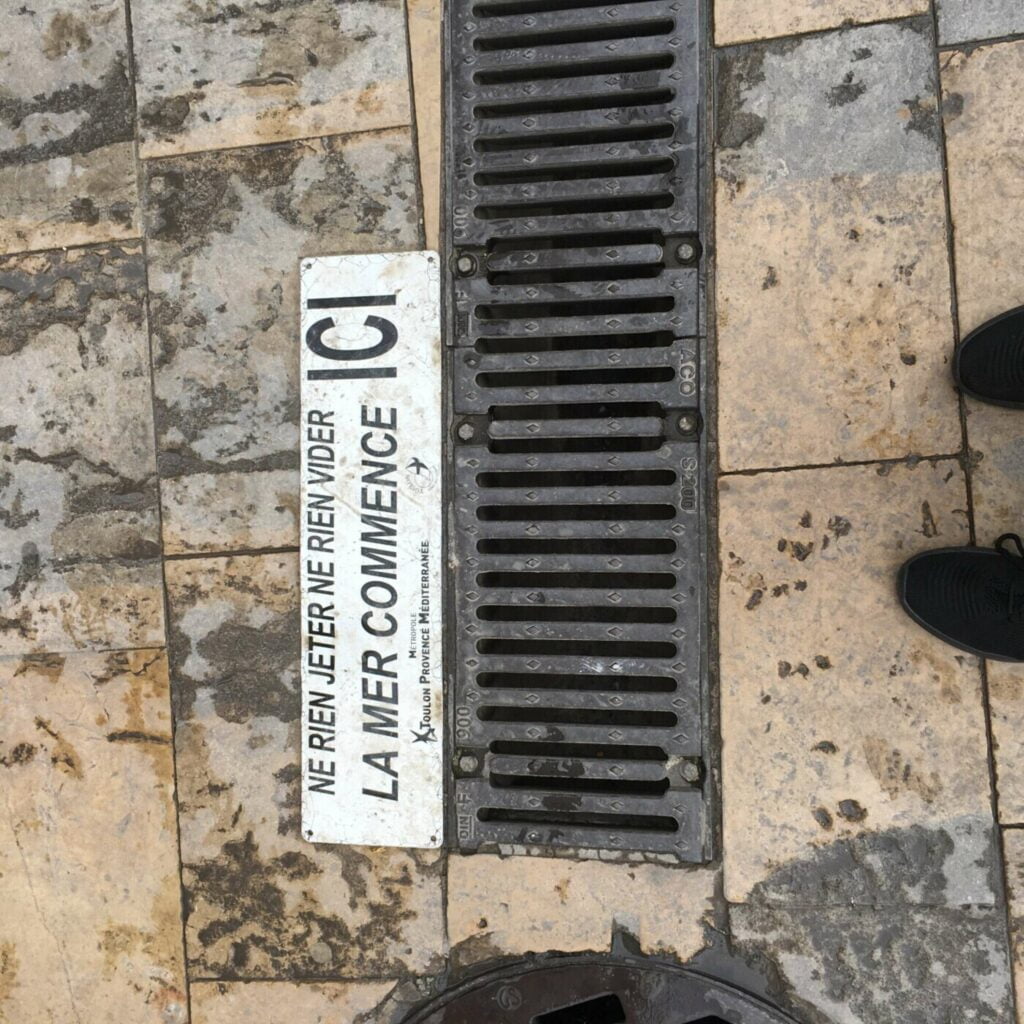 NE RIEN JETER NE RIEN VIDER
LA MER COMMENCE ICI
MÉTROPOLE
TOULON PROVENCE MÉDITERRANÉE
ACO